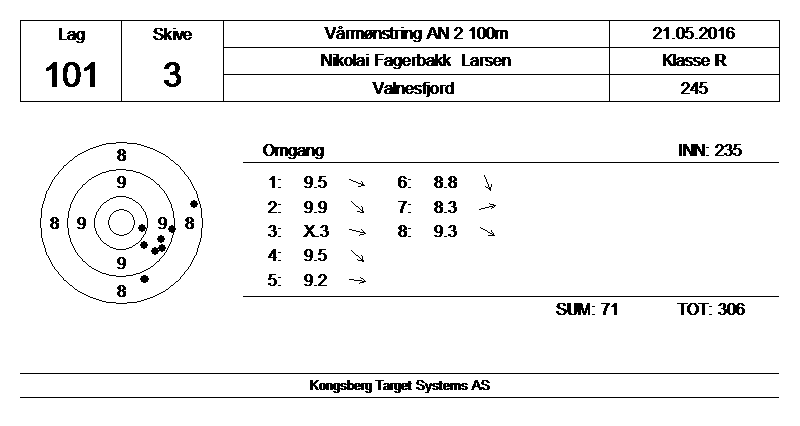 Lag Skive Vårmønstring AN 2 100m 21.05.2016
101 3 Nikolai Fagerbakk Larsen Klasse R
Valnesfjord 245
Omgang INN: 235
8
9
8 9 9 8
9
8
1: 9.5 6: 8.8
2: 9.9 7: 8.3
3: X.3 8: 9.3
4: 9.5
5: 9.2
SUM: 71 TOT: 306
Kongsberg Target Systems AS